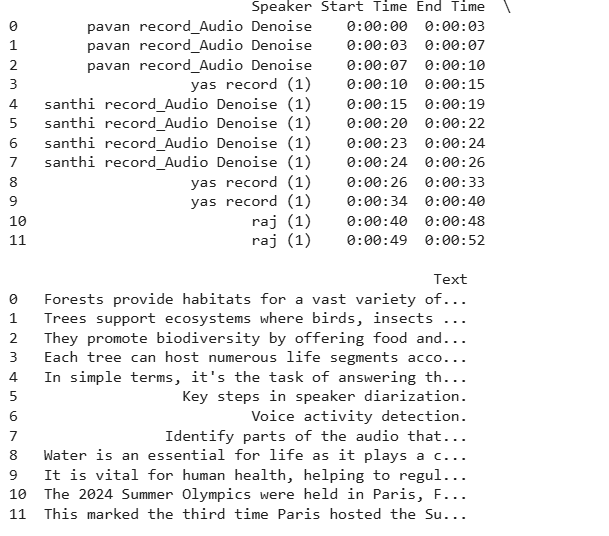 Speaker Start Time End Time \
0 pavan record_Audio Denoise 0:00:00 0:00:03
1 pavan record_Audio Denoise 0:00:03 0:00:07
2 pavan record_Audio Denoise 0:00:07 0:00:10
3 yas record (1) 0:00:10 0:00:15
4 santhi record_Audio Denoise (1) 0:00:15 0:00:19
5 santhi record_Audio Denoise (1) 0:00:20 0:00:22
6 santhi record_Audio Denoise (1) 0:00:23 0:00:24
7 santhi record_Audio Denoise (1) 0:00:24 0:00:26
8 yas record (1) 0:00:26 0:00:33
9 yas record (1) 0:00:34 0:00:40
10 raj (1) 0:00:40 0:00:48
11 raj (1) 0:00:49 0:00:52
Text
0 Forests provide habitats for a vast variety of...
1 Trees support ecosystems where birds, insects ...
2 They promote biodiversity by offering food and...
3 Each tree can host numerous life segments acco...
4 In simple terms, it's the task of answering th...
5 Key steps in speaker diarization.
6 Voice activity detection.
7 Identify parts of the audio that...
8 Water is an essential for life as it plays a c...
9 It is vital for human health, helping to regul...
10 The 2024 Summer Olympics were held in Paris, F...
11 This marked the third time Paris hosted the Su...